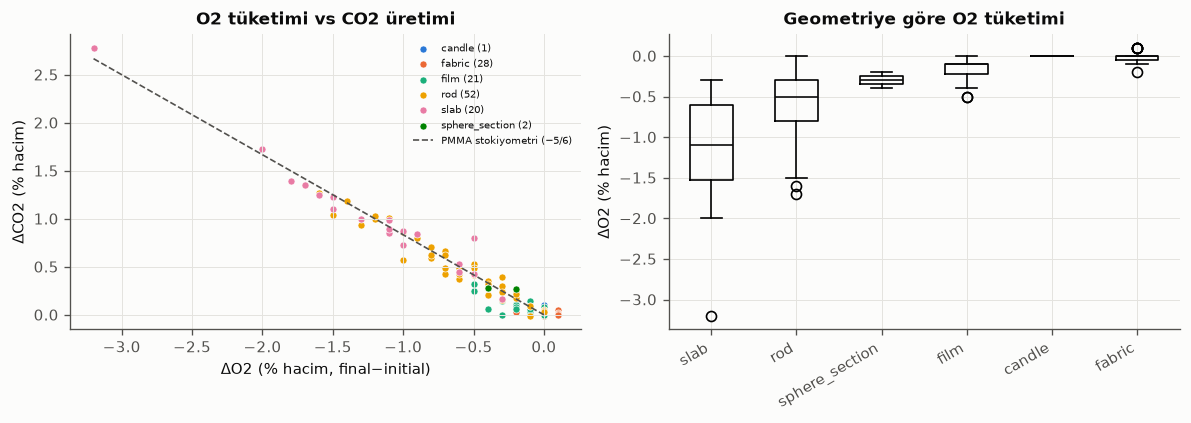 O2 tüketimi vs CO2 üretimi
ΔCO2 (% hacim)
2.5
2.0
1.5
1.0
0.5
0.0
−3.0 −2.5 −2.0 −1.5 −1.0 −0.5 0.0
ΔO2 (% hacim, final−initial)
candle (1)
fabric (28)
film (21)
rod (52)
slab (20)
sphere_section (2)
PMMA stokiyometri (−5/6)
Geometriye göre O2 tüketimi
ΔO2 (% hacim)
0.0
−0.5
−1.0
−1.5
−2.0
−2.5
−3.0
slab
rod
sphere_section
film
candle
fabric